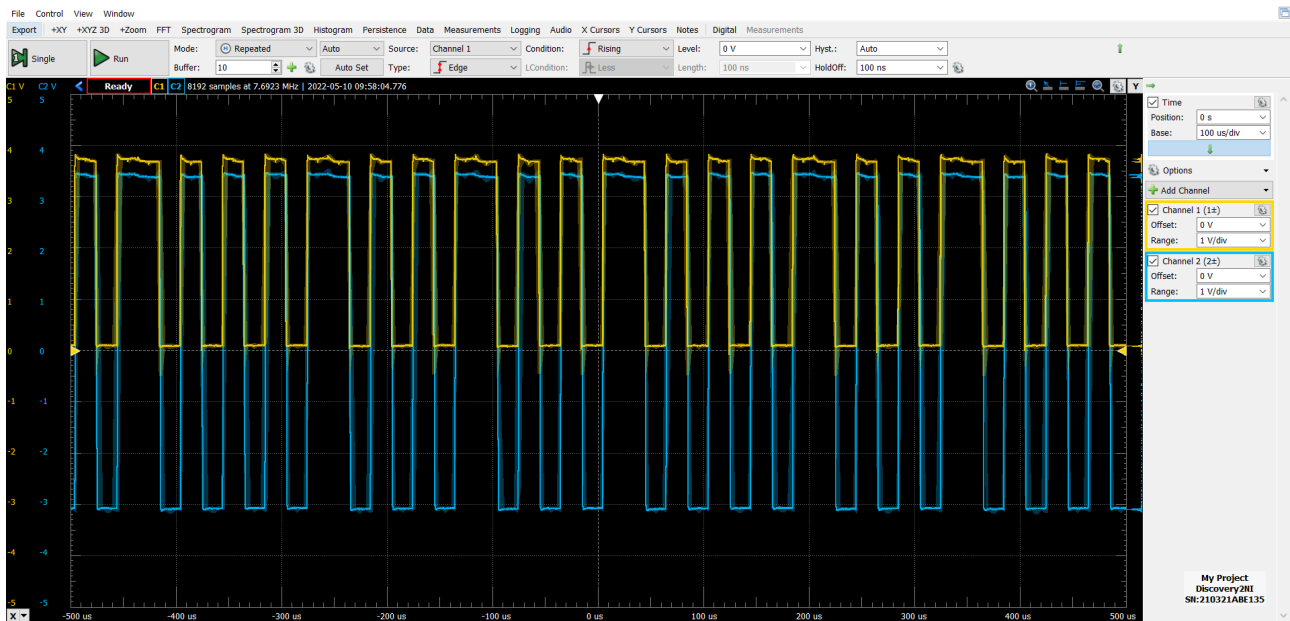 File Control View Window
Export +XY +XYZ 3D +Zoom FFT Spectrogram Spectrogram 3D Histogram Persistence Data Measurements Logging Audio X Cursors Y Cursors Notes Digital Measurements
Single Run Mode: Repeated Auto Source: Channel 1 Condition: Rising Level: 0 V Hyst.: Auto
Buffer: 10 Auto Set Type: Edge LCondition: Less Length: 100 ns HoldOff: 100 ns
C1 V C2 V Ready C1 C2 8192 samples at 7.6923 MHz | 2022-05-10 09:58:04.776 Y
5 5
4 4
3 3
2 2
1 1
0 0
-1 -1
-2 -2
-3 -3
-4 -4
-5 -5
X -500 us -400 us -300 us -200 us -100 us 0 us 100 us 200 us 300 us 400 us 500 us
Time
Position: 0 s
Base: 100 us/div
Options
Add Channel
Channel 1 (1±)
Offset: 0 V
Range: 1 V/div
Channel 2 (2±)
Offset: 0 V
Range: 1 V/div
My Project
Discovery2NI
SN:210321ABE135